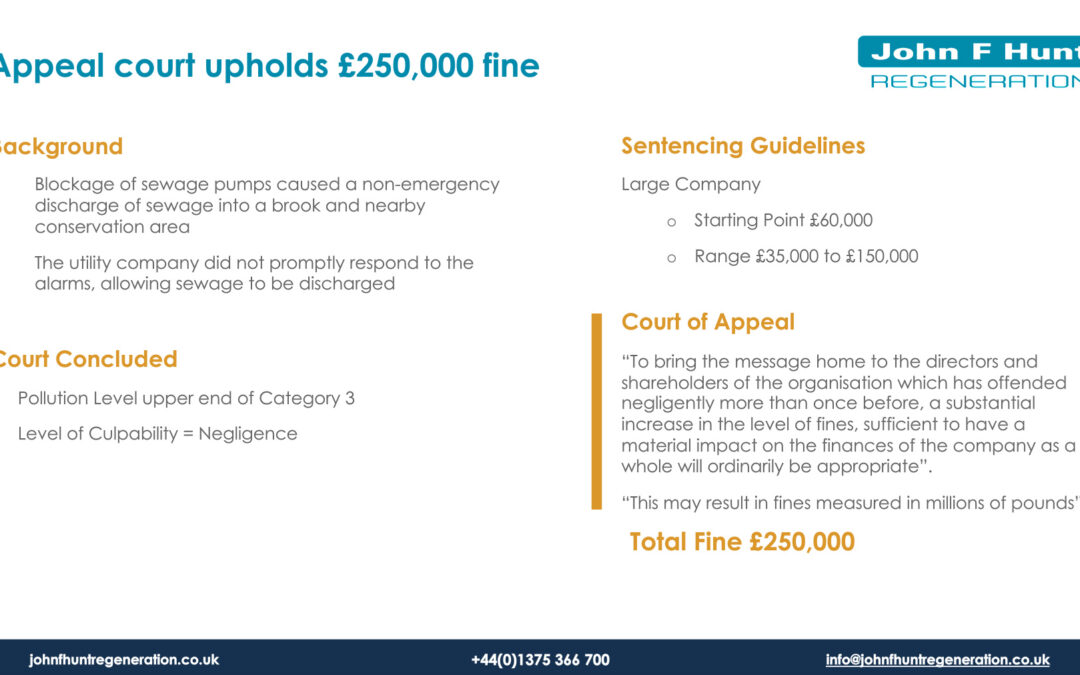 Appeal court upholds £250,000 fine
John F Hunt
REGENERATION
Background
Blockage of sewage pumps caused a non-emergency
discharge of sewage into a brook and nearby
conservation area
The utility company did not promptly respond to the
alarms, allowing sewage to be discharged
Court Concluded
Pollution Level upper end of Category 3
Level of Culpability = Negligence
Sentencing Guidelines
Large Company
o Starting Point £60,000
o Range £35,000 to £150,000
Court of Appeal
“To bring the message home to the directors and
shareholders of the organisation which has offended
negligently more than once before, a substantial
increase in the level of fines, sufficient to have a
material impact on the finances of the company as a
whole will ordinarily be appropriate”.
“This may result in fines measured in millions of pounds”
Total Fine £250,000
johnfhuntregeneration.co.uk
+44(0)1375 366 700
info@johnfhuntregeneration.co.uk